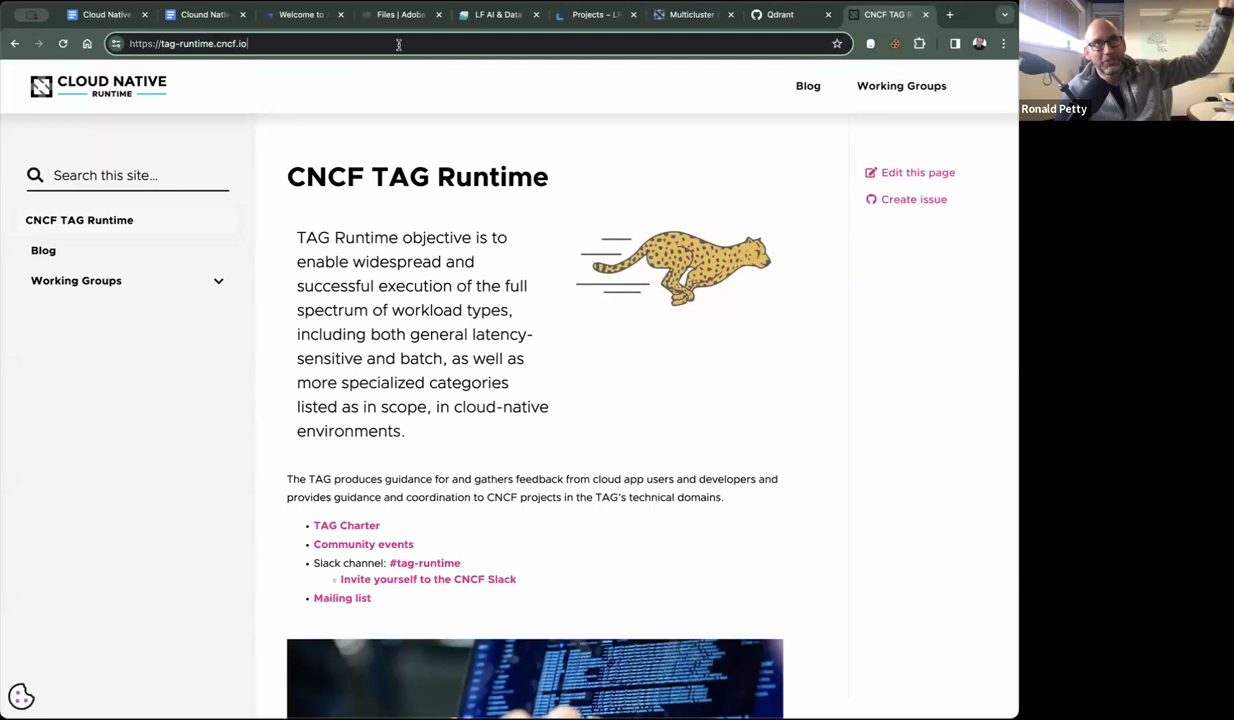 Cloud Native
Clound Nativ
Welcome to
Files | Adobe
LF AI & Data
Projects – L
Multicluster
Qdrant
CNCF TAG R
https://tag-runtime.cncf.io
CLOUD NATIVE
RUNTIME
Blog
Working Groups
Ronald Petty
Search this site...
CNCF TAG Runtime
Blog
Working Groups
CNCF TAG Runtime
TAG Runtime objective is to
enable widespread and
successful execution of the full
spectrum of workload types,
including both general latency-
sensitive and batch, as well as
more specialized categories
listed as in scope, in cloud-native
environments.
The TAG produces guidance for and gathers feedback from cloud app users and developers and
provides guidance and coordination to CNCF projects in the TAG's technical domains.
• TAG Charter
• Community events
• Slack channel: #tag-runtime
◦ Invite yourself to the CNCF Slack
• Mailing list
Edit this page
Create issue